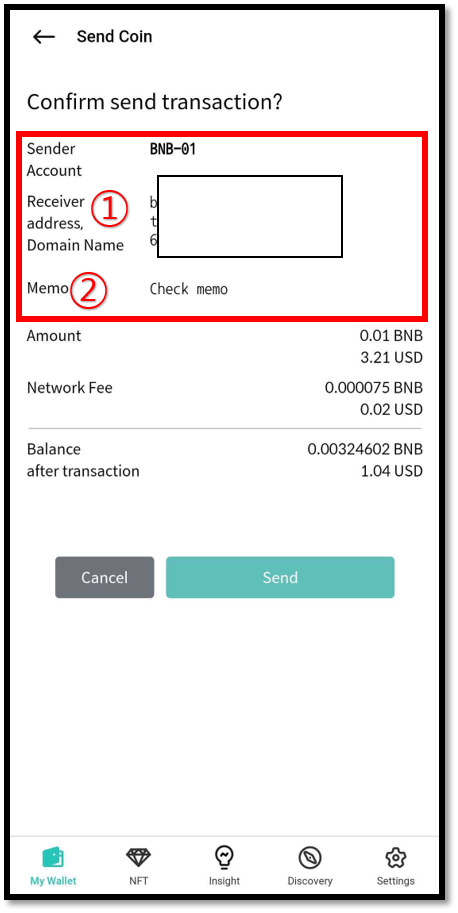 Send Coin
Confirm send transaction?
Sender
Account
BNB-01
Receiver
address,
Domain Name
①
b
t
6
Memo
②
Check memo
Amount
0.01 BNB
3.21 USD
Network Fee
0.000075 BNB
0.02 USD
Balance
after transaction
0.00324602 BNB
1.04 USD
Cancel
Send
My Wallet
NFT
Insight
Discovery
Settings